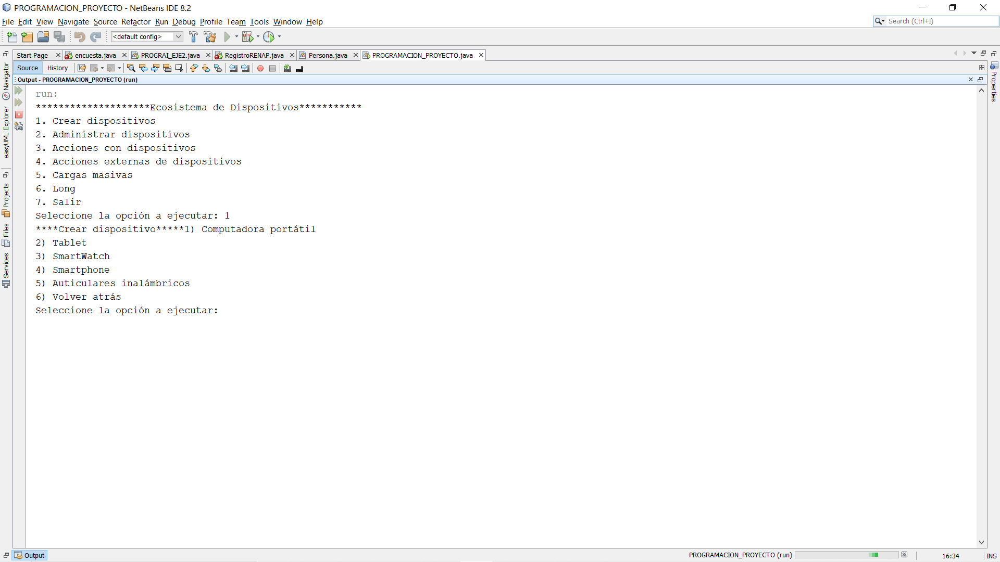 PROGRAMACION_PROYECTO - NetBeans IDE 8.2
File Edit View Navigate Source Refactor Run Debug Profile Team Tools Window Help
Search (Ctrl+I)
<default config>
Start Page encuesta.java PROGRAI_EJE2.java RegistroRENAP.java Persona.java PROGRAMACION_PROYECTO.java
Source History
Output - PROGRAMACION_PROYECTO (run)
Navigator
easyUML Explorer
Projects
Files
Services
Properties
run:
********************Ecosistema de Dispositivos***********
1. Crear dispositivos
2. Administrar dispositivos
3. Acciones con dispositivos
4. Acciones externas de dispositivos
5. Cargas masivas
6. Long
7. Salir
Seleccione la opción a ejecutar: 1
****Crear dispositivo*****1) Computadora portátil
2) Tablet
3) SmartWatch
4) Smartphone
5) Auticulares inalámbricos
6) Volver atrás
Seleccione la opción a ejecutar:
Output
PROGRAMACION_PROYECTO (run)
16:34
INS